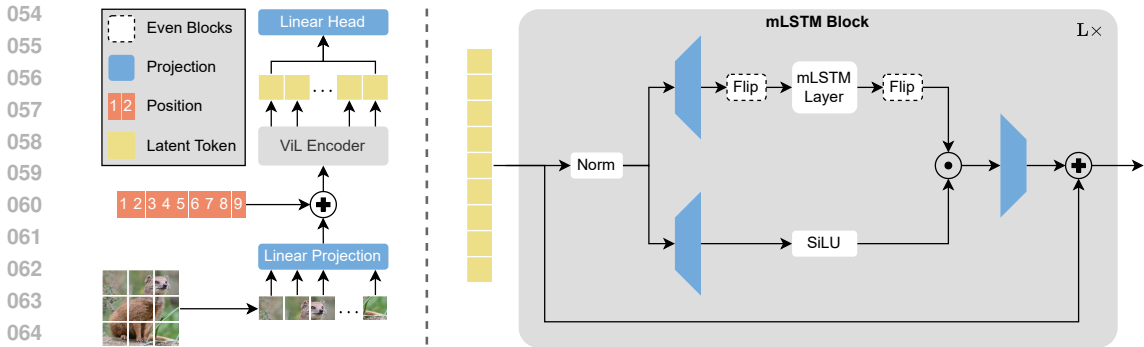 054
055
056
057
058
059
060
061
062
063
064
Even Blocks
Projection
1 2 Position
Latent Token
Linear Head
...
ViL Encoder
1 2 3 4 5 6 7 8 9
Linear Projection
...
mLSTM Block
L×
Flip
mLSTM
Layer
Flip
Norm
SiLU